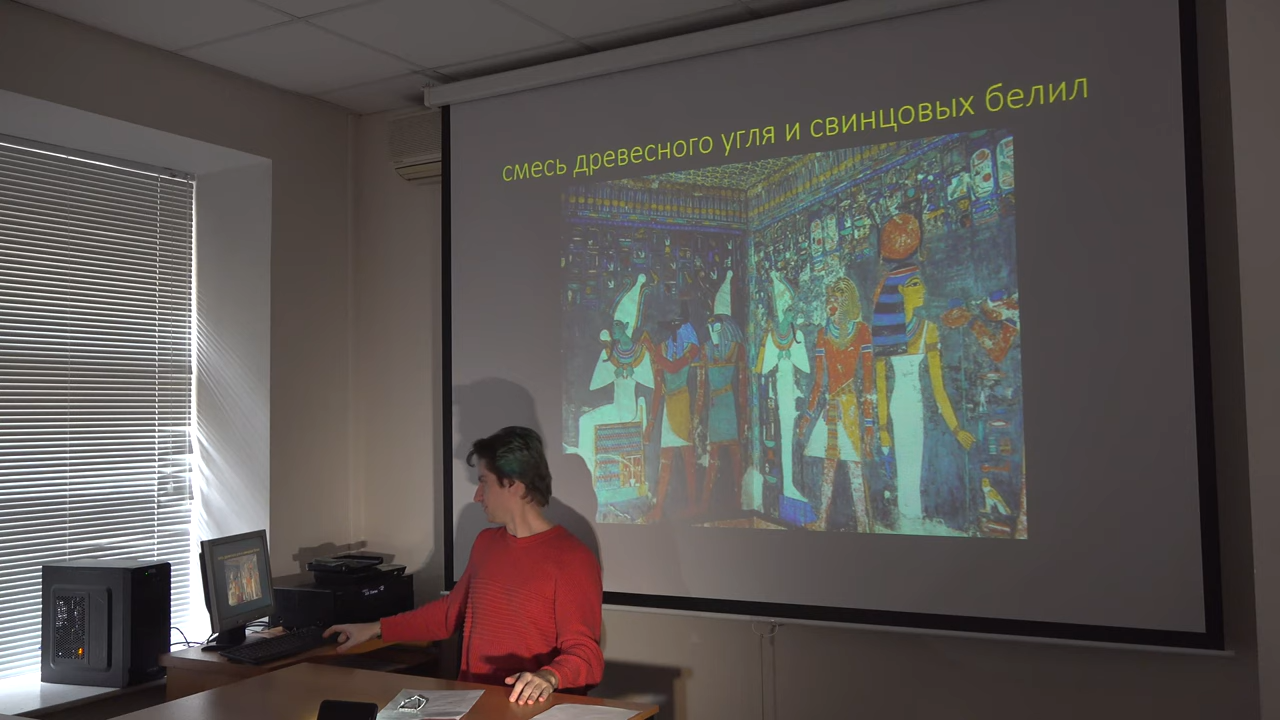 смесь древесного угля и свинцовых белил